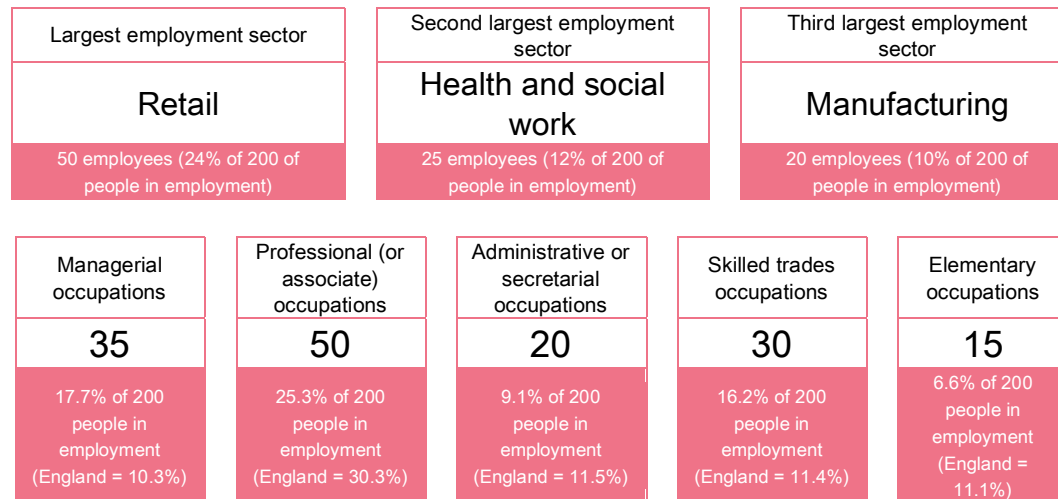 Largest employment sector
Retail
50 employees (24% of 200 of
people in employment)
Second largest employment
sector
Health and social
work
25 employees (12% of 200 of
people in employment)
Third largest employment
sector
Manufacturing
20 employees (10% of 200 of
people in employment)
Managerial
occupations
35
17.7% of 200
people in
employment
(England = 10.3%)
Professional (or
associate)
occupations
50
25.3% of 200
people in
employment
(England = 30.3%)
Administrative or
secretarial
occupations
20
9.1% of 200
people in
employment
(England = 11.5%)
Skilled trades
occupations
30
16.2% of 200
people in
employment
(England = 11.4%)
Elementary
occupations
15
6.6% of 200
people in
employment
(England =
11.1%)